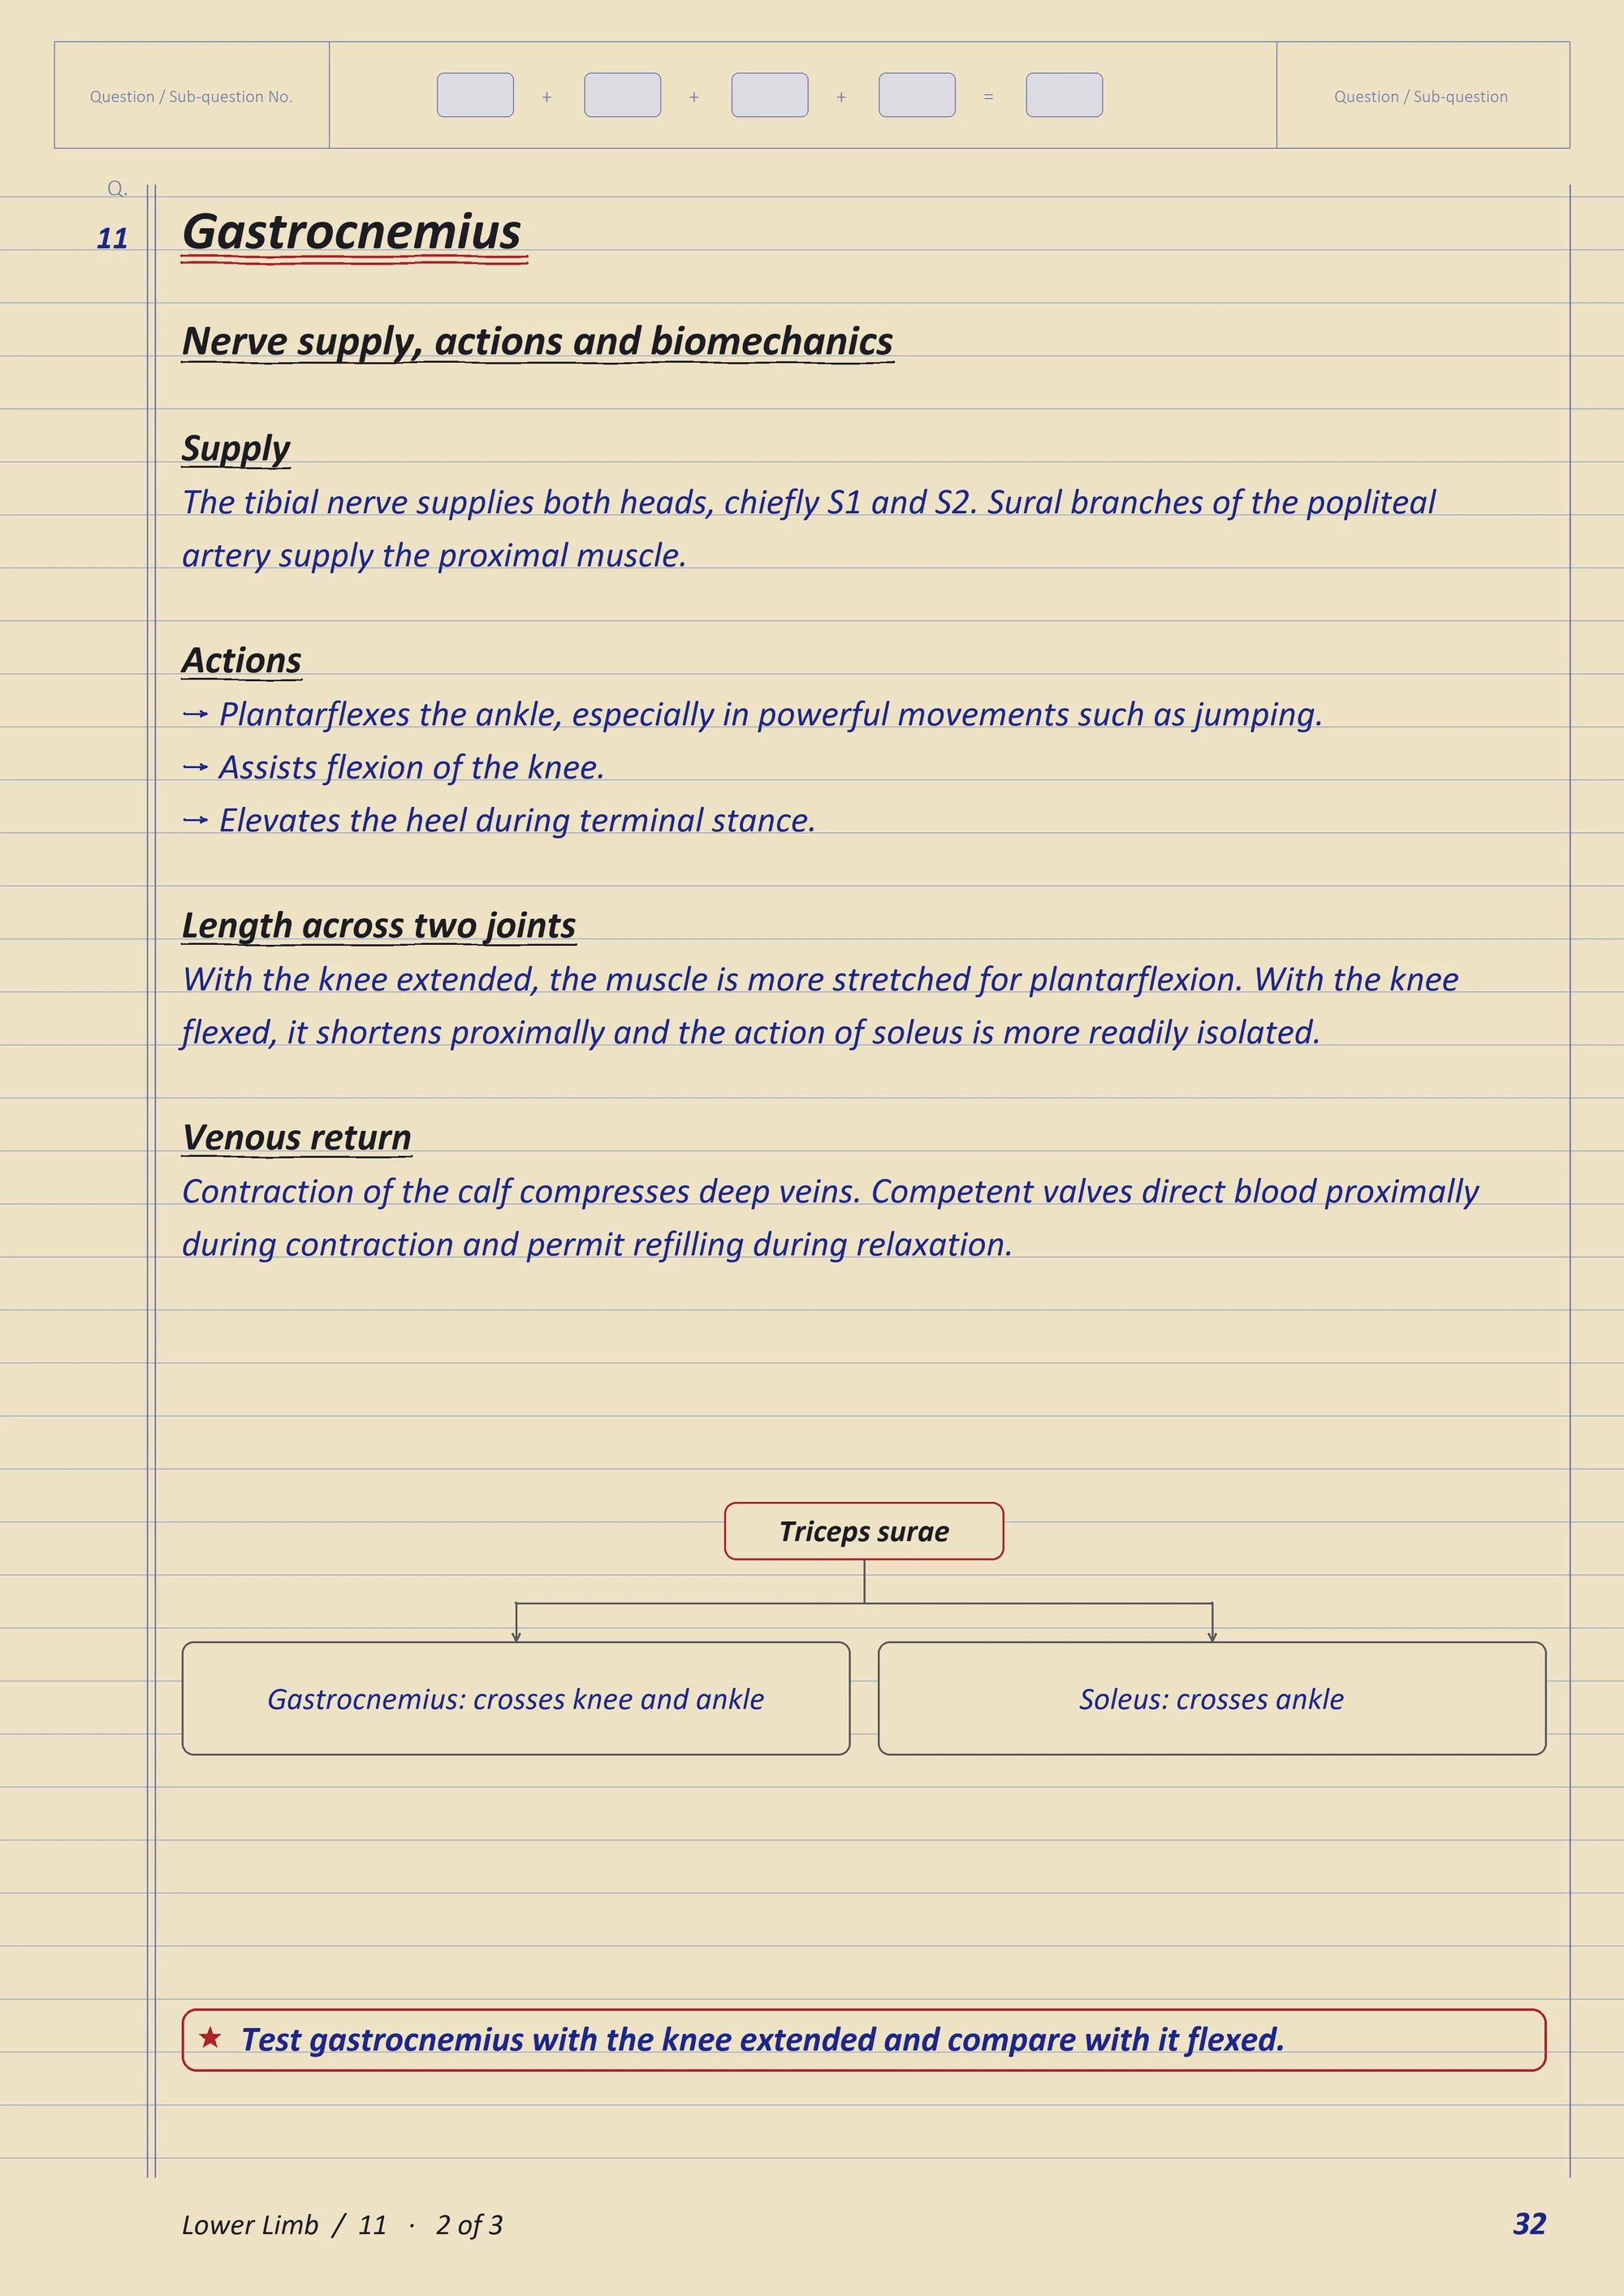 Question / Sub-question No.
+ + + =
Question / Sub-question
Q.
11
Gastrocnemius
Nerve supply, actions and biomechanics
Supply
The tibial nerve supplies both heads, chiefly S1 and S2. Sural branches of the popliteal
artery supply the proximal muscle.
Actions
→ Plantarflexes the ankle, especially in powerful movements such as jumping.
→ Assists flexion of the knee.
→ Elevates the heel during terminal stance.
Length across two joints
With the knee extended, the muscle is more stretched for plantarflexion. With the knee
flexed, it shortens proximally and the action of soleus is more readily isolated.
Venous return
Contraction of the calf compresses deep veins. Competent valves direct blood proximally
during contraction and permit refilling during relaxation.
Triceps surae
Gastrocnemius: crosses knee and ankle
Soleus: crosses ankle
★ Test gastrocnemius with the knee extended and compare with it flexed.
Lower Limb / 11 · 2 of 3
32